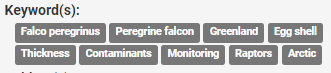 Keyword(s):
Falco peregrinus Peregrine falcon Greenland Egg shell
Thickness Contaminants Monitoring Raptors Arctic